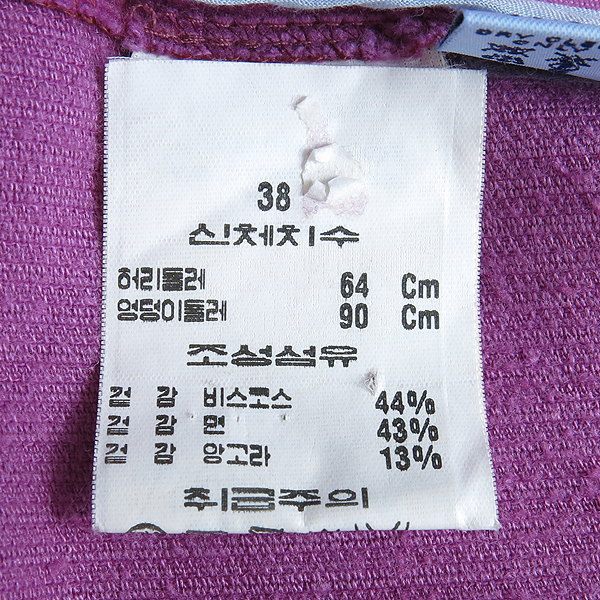 38
신체치수
허리둘레 64 Cm
엉덩이둘레 90 Cm
조성섬유
겉 감 비스코스 44%
겉 감 면 43%
겉 감 앙고라 13%
취급주의